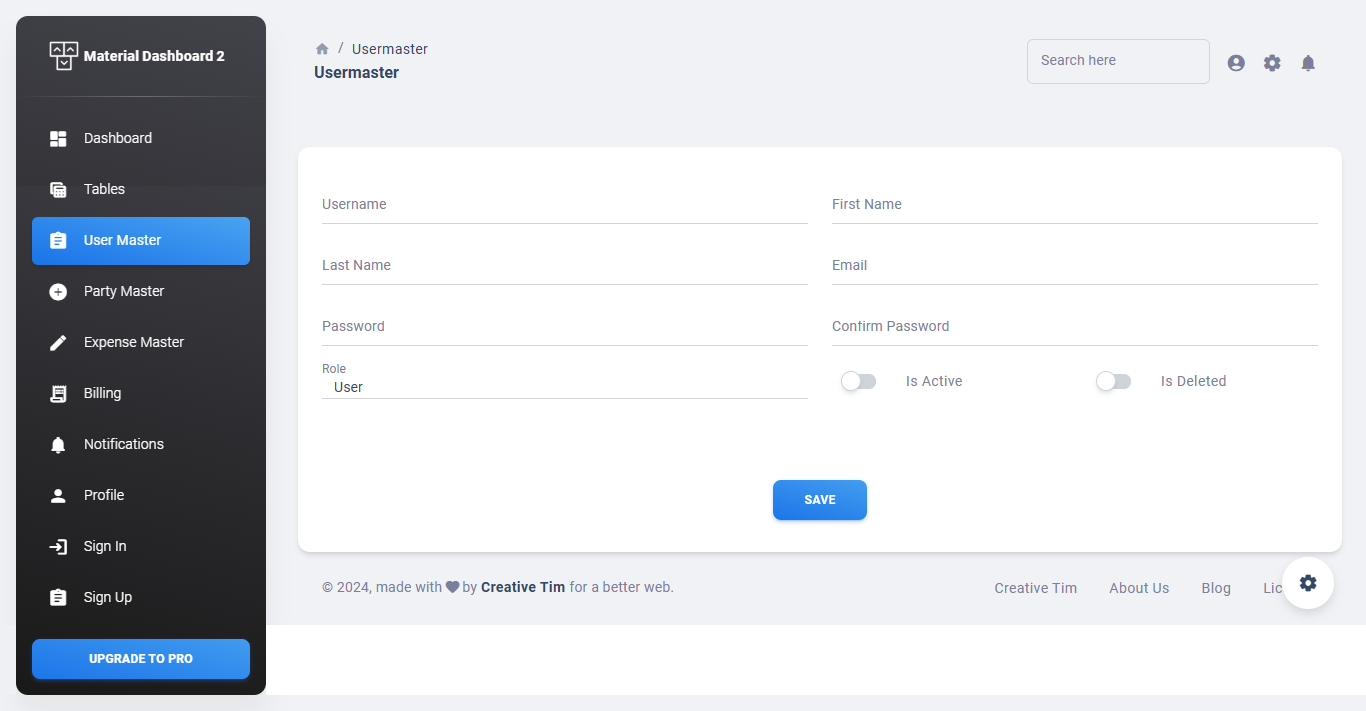 Material Dashboard 2
Dashboard
Tables
User Master
Party Master
Expense Master
Billing
Notifications
Profile
Sign In
Sign Up
UPGRADE TO PRO
/ Usermaster
Usermaster
Search here
Username
First Name
Last Name
Email
Password
Confirm Password
Role
User
Is Active
Is Deleted
SAVE
© 2024, made with by Creative Tim for a better web.
Creative Tim About Us Blog Lic